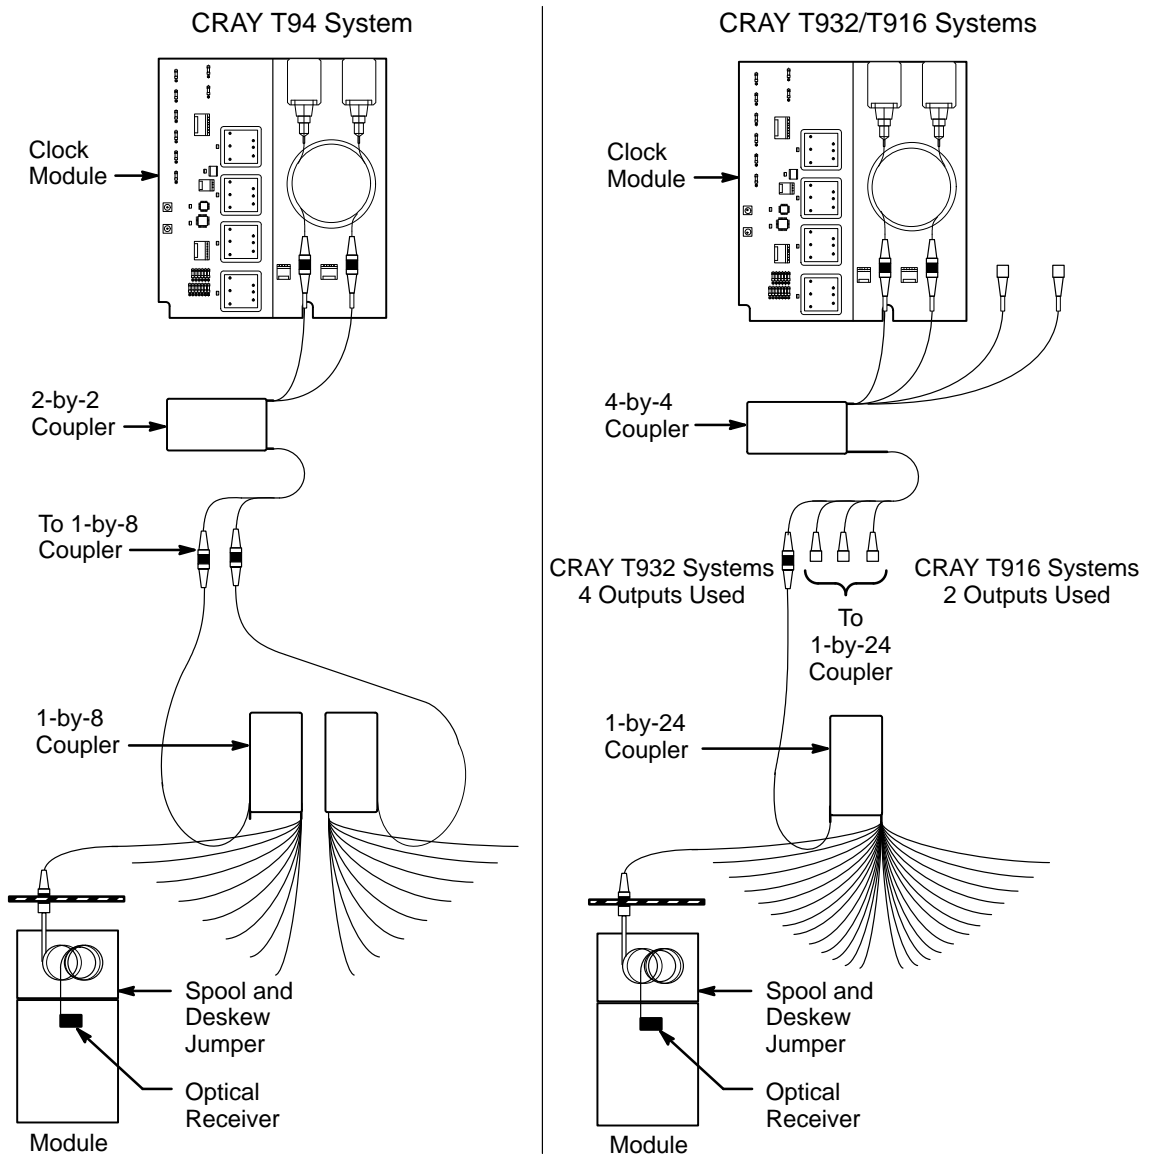 CRAY T94 System
Clock
Module
2-by-2
Coupler
To 1-by-8
Coupler
1-by-8
Coupler
Spool and
Deskew
Jumper
Optical
Receiver
Module
CRAY T932/T916 Systems
Clock
Module
4-by-4
Coupler
CRAY T932 Systems
4 Outputs Used
CRAY T916 Systems
2 Outputs Used
To
1-by-24
Coupler
1-by-24
Coupler
Spool and
Deskew
Jumper
Optical
Receiver
Module